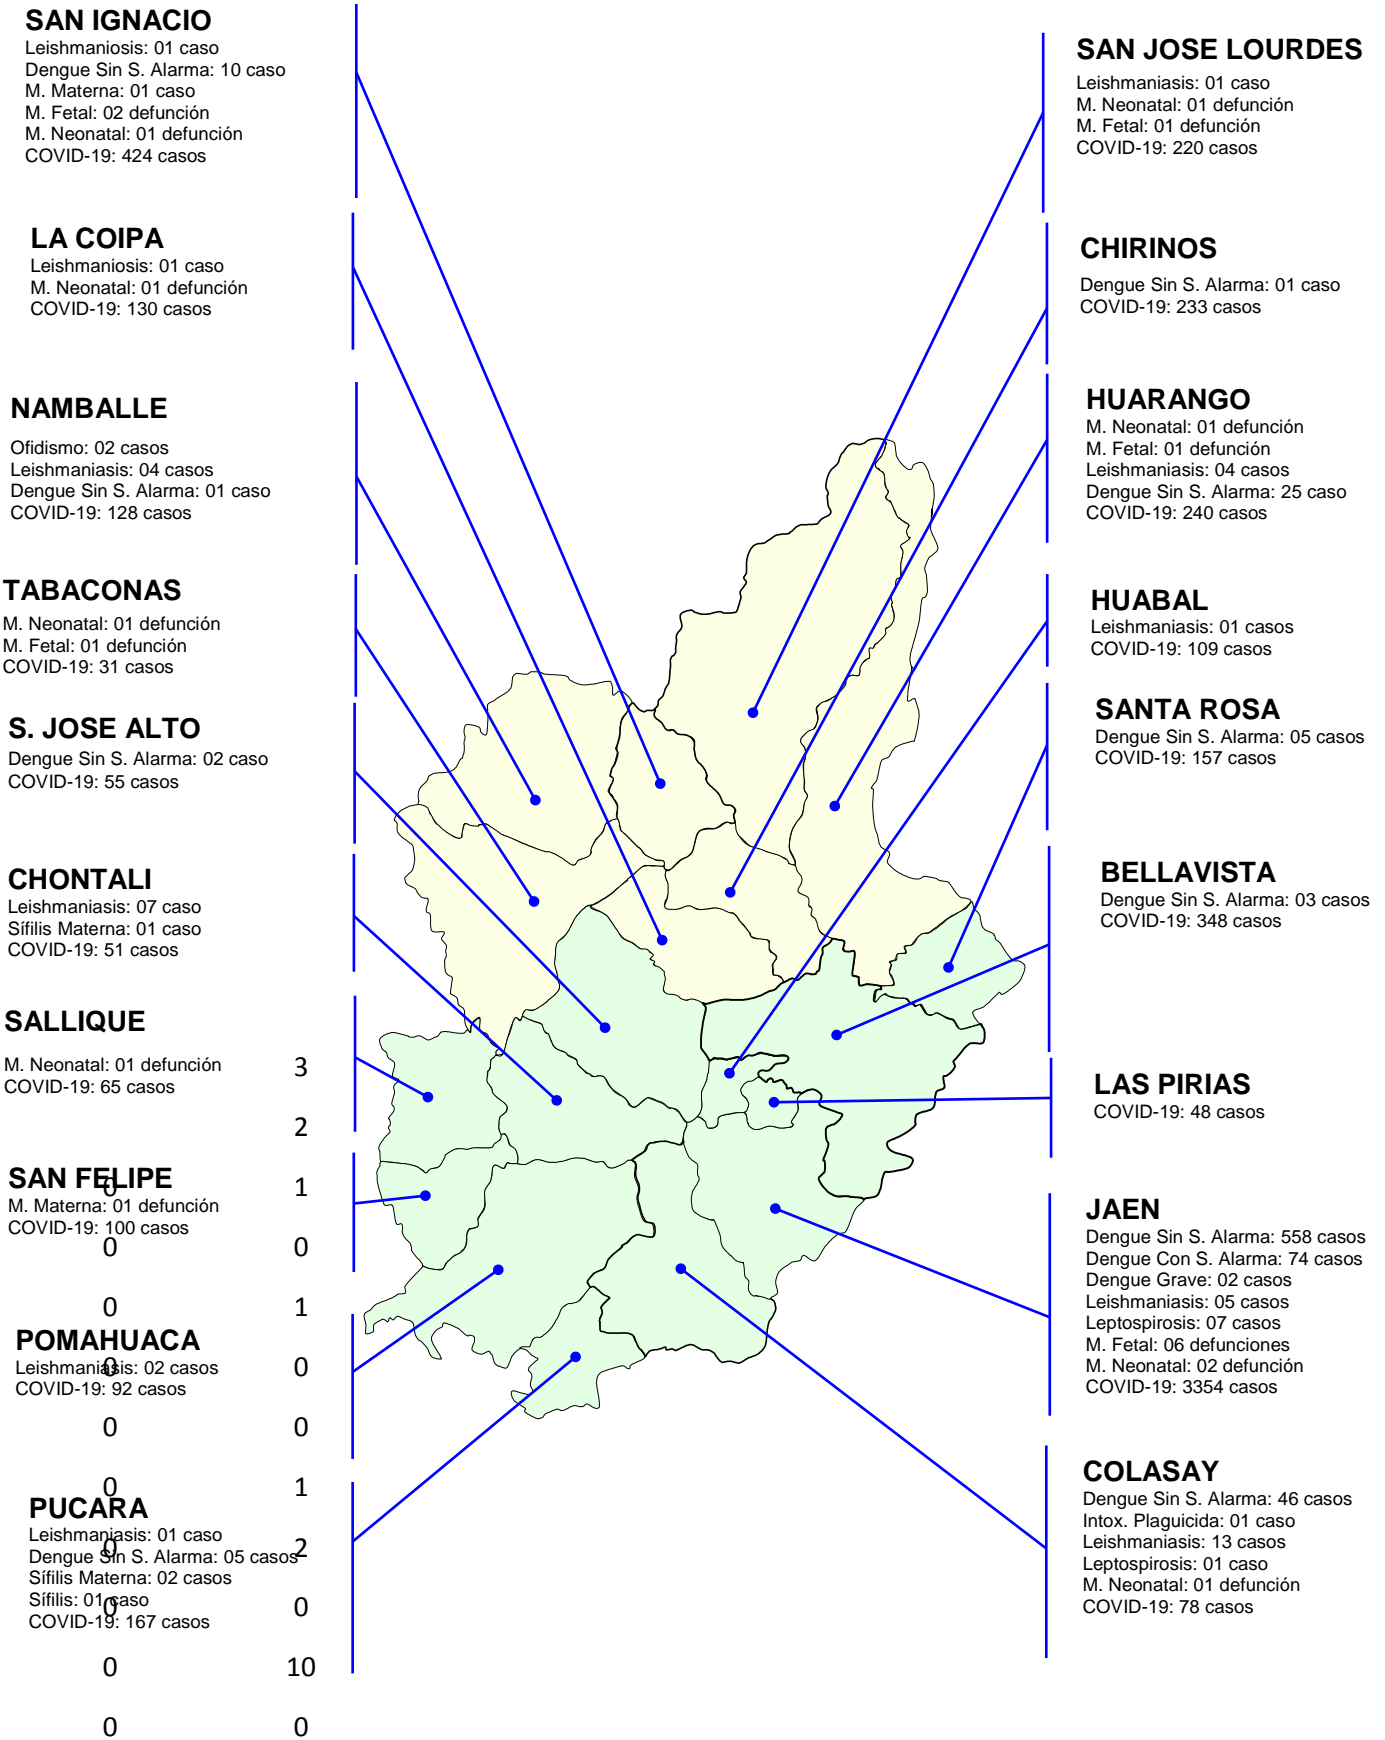 SAN IGNACIO
Leishmaniosis: 01 caso
Dengue Sin S. Alarma: 10 caso
M. Materna: 01 caso
M. Fetal: 02 defunción
M. Neonatal: 01 defunción
COVID-19: 424 casos
LA COIPA
Leishmaniosis: 01 caso
M. Neonatal: 01 defunción
COVID-19: 130 casos
NAMBALLE
Ofidismo: 02 casos
Leishmaniasis: 04 casos
Dengue Sin S. Alarma: 01 caso
COVID-19: 128 casos
TABACONAS
M. Neonatal: 01 defunción
M. Fetal: 01 defunción
COVID-19: 31 casos
S. JOSE ALTO
Dengue Sin S. Alarma: 02 caso
COVID-19: 55 casos
CHONTALI
Leishmaniasis: 07 caso
Sífilis Materna: 01 caso
COVID-19: 51 casos
SALLIQUE
M. Neonatal: 01 defunción
COVID-19: 65 casos
SAN FELIPE
M. Materna: 01 defunción
COVID-19: 100 casos
POMAHUACA
Leishmaniasis: 02 casos
COVID-19: 92 casos
PUCARA
Leishmaniasis: 01 caso
Dengue Sin S. Alarma: 05 casos
Sífilis Materna: 02 casos
Sífilis: 01 caso
COVID-19: 167 casos
3
2
0 1
0 0
0 1
0 0
0 0
0 1
0 2
0 0
0 10
0 0
SAN JOSE LOURDES
Leishmaniasis: 01 caso
M. Neonatal: 01 defunción
M. Fetal: 01 defunción
COVID-19: 220 casos
CHIRINOS
Dengue Sin S. Alarma: 01 caso
COVID-19: 233 casos
HUARANGO
M. Neonatal: 01 defunción
M. Fetal: 01 defunción
Leishmaniasis: 04 casos
Dengue Sin S. Alarma: 25 caso
COVID-19: 240 casos
HUABAL
Leishmaniasis: 01 casos
COVID-19: 109 casos
SANTA ROSA
Dengue Sin S. Alarma: 05 casos
COVID-19: 157 casos
BELLAVISTA
Dengue Sin S. Alarma: 03 casos
COVID-19: 348 casos
LAS PIRIAS
COVID-19: 48 casos
JAEN
Dengue Sin S. Alarma: 558 casos
Dengue Con S. Alarma: 74 casos
Dengue Grave: 02 casos
Leishmaniasis: 05 casos
Leptospirosis: 07 casos
M. Fetal: 06 defunciones
M. Neonatal: 02 defunción
COVID-19: 3354 casos
COLASAY
Dengue Sin S. Alarma: 46 casos
Intox. Plaguicida: 01 caso
Leishmaniasis: 13 casos
Leptospirosis: 01 caso
M. Neonatal: 01 defunción
COVID-19: 78 casos